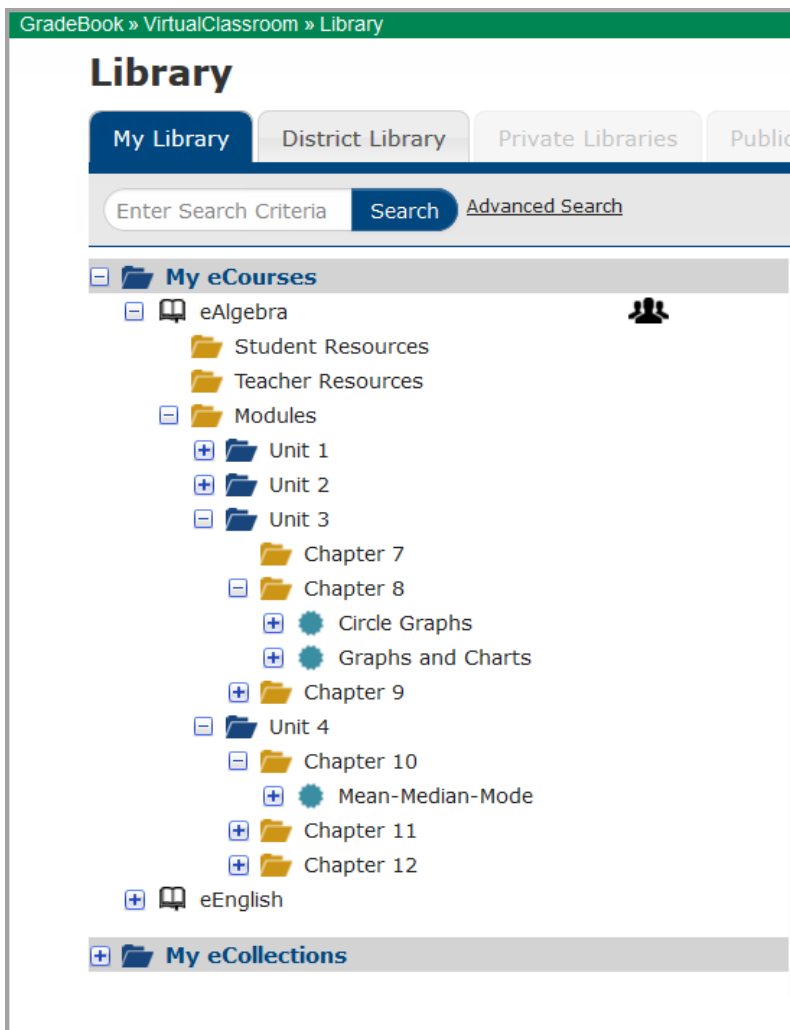 GradeBook » VirtualClassroom » Library
Library
My Library District Library Private Libraries Public
Enter Search Criteria Search Advanced Search
My eCourses
eAlgebra
Student Resources
Teacher Resources
Modules
Unit 1
Unit 2
Unit 3
Chapter 7
Chapter 8
Circle Graphs
Graphs and Charts
Chapter 9
Unit 4
Chapter 10
Mean-Median-Mode
Chapter 11
Chapter 12
eEnglish
My eCollections